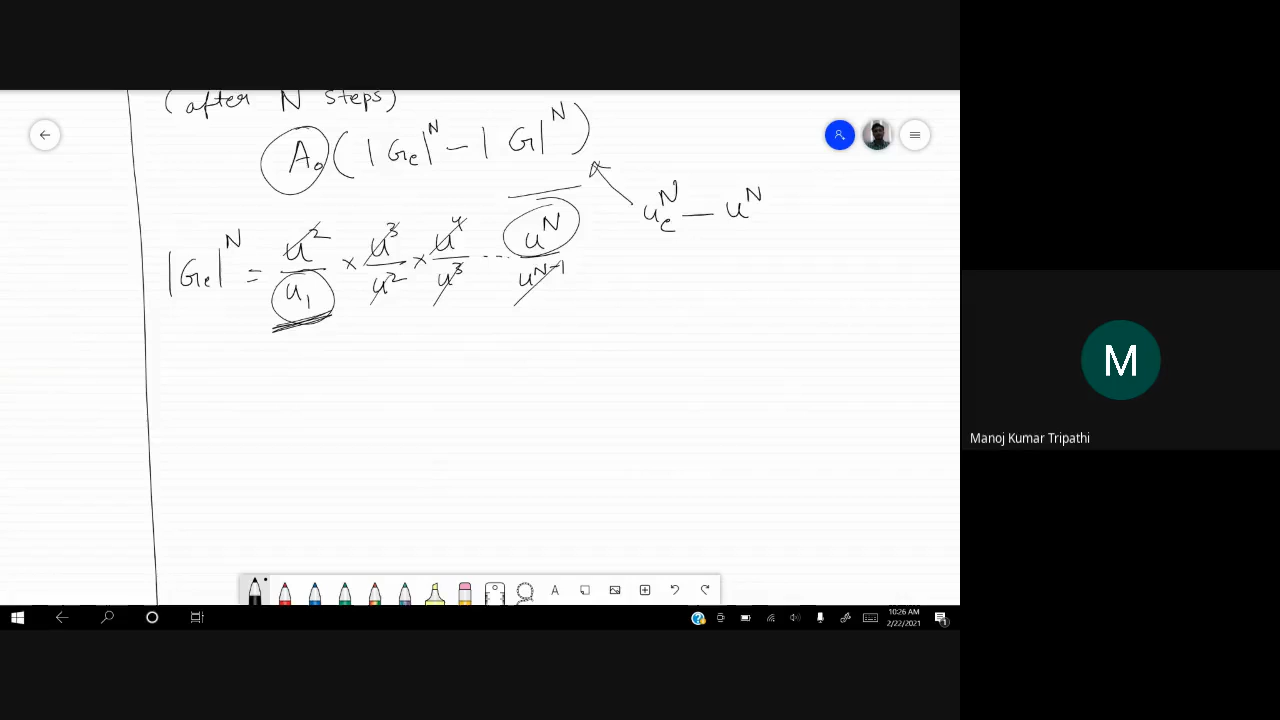 (after N steps)
A₀ ( |Ge|^N − |G|^N )
u_e^N — u^N
|Ge|^N = u^2/u_1 × u^3/u^2 × u^4/u^3 ... u^N/u^{N-1}
M
Manoj Kumar Tripathi
A
10:26 AM
2/22/2021